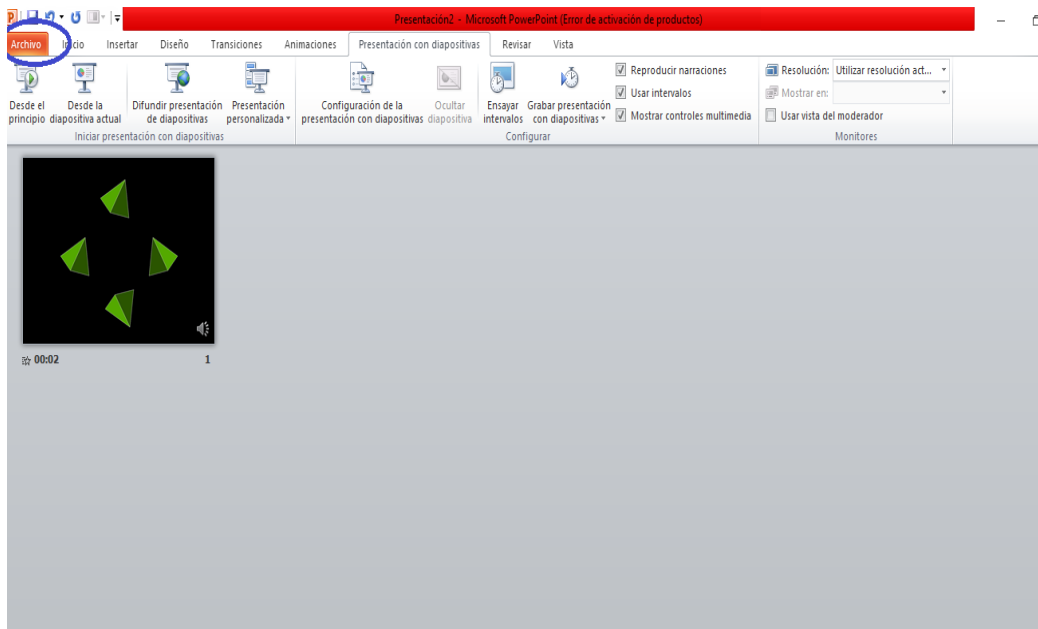 Presentación2 - Microsoft PowerPoint (Error de activación de productos)
Archivo Inicio Insertar Diseño Transiciones Animaciones Presentación con diapositivas Revisar Vista
Desde el principio
Desde la diapositiva actual
Difundir presentación de diapositivas
Presentación personalizada
Iniciar presentación con diapositivas
Configuración de la presentación con diapositivas
Ocultar diapositiva
Ensayar intervalos
Grabar presentación con diapositivas
Reproducir narraciones
Usar intervalos
Mostrar controles multimedia
Configurar
Resolución: Utilizar resolución act...
Mostrar en:
Usar vista del moderador
Monitores
00:02 1